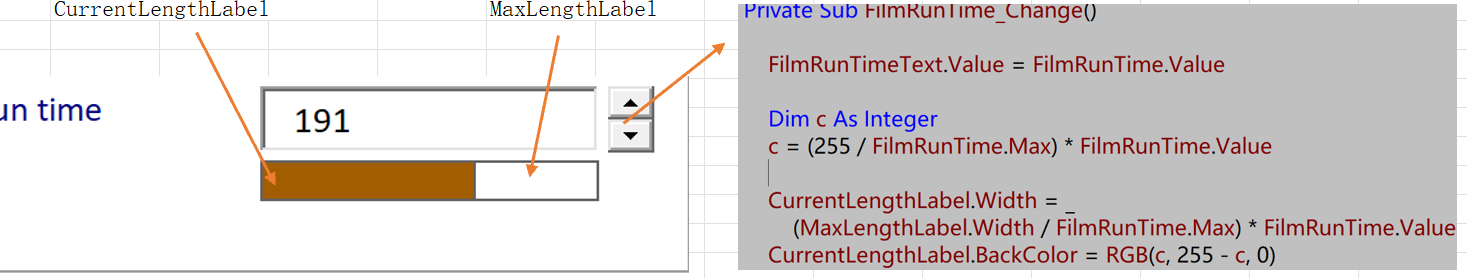 CurrentLengthLabel
MaxLengthLabel
un time
191
Private Sub FilmRunTime_Change()
FilmRunTimeText.Value = FilmRunTime.Value
Dim c As Integer
c = (255 / FilmRunTime.Max) * FilmRunTime.Value
CurrentLengthLabel.Width = _
(MaxLengthLabel.Width / FilmRunTime.Max) * FilmRunTime.Value
CurrentLengthLabel.BackColor = RGB(c, 255 - c, 0)